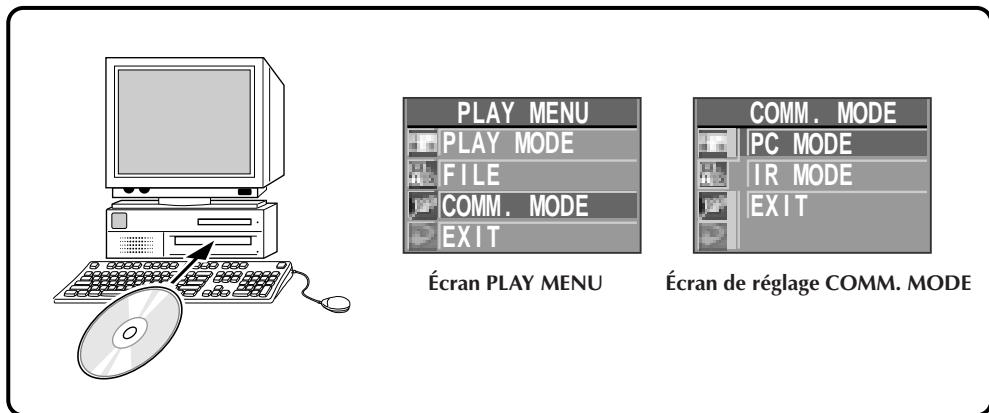 PLAY MENU
PLAY MODE
FILE
COMM. MODE
EXIT
Écran PLAY MENU
COMM. MODE
PC MODE
IR MODE
EXIT
Écran de réglage COMM. MODE